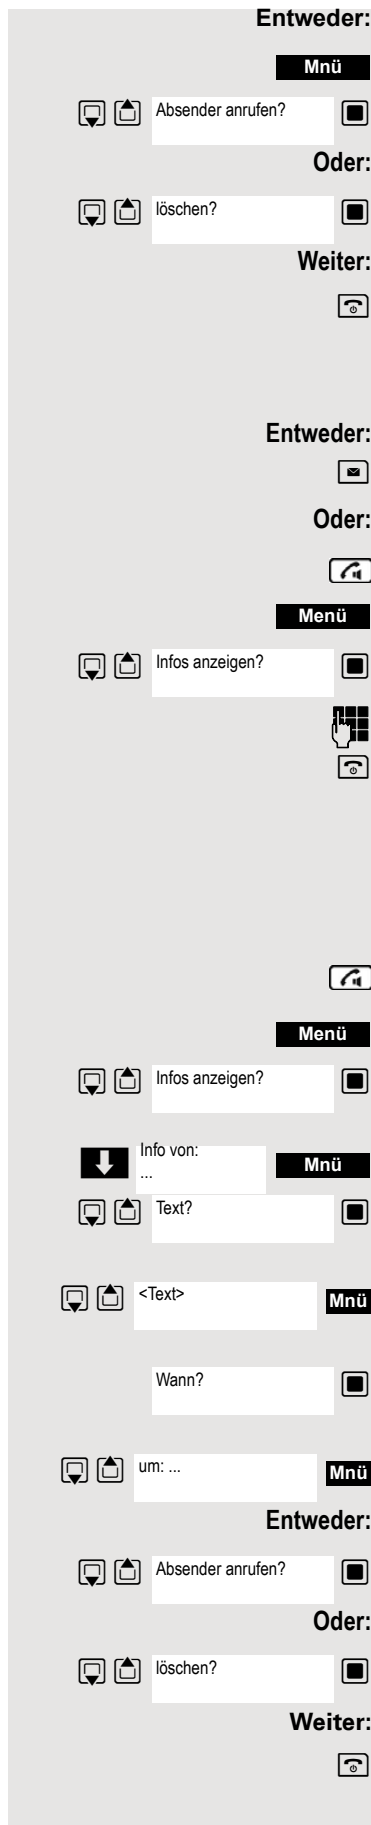 Entweder:
Mnü
Absender anrufen?
Oder:
löschen?
Weiter:
Entweder:
Oder:
Menü
Infos anzeigen?
Menü
Infos anzeigen?
Info von:
... Mnü
Text?
<Text> Mnü
Wann?
um: ... Mnü
Entweder:
Absender anrufen?
Oder:
löschen?
Weiter: